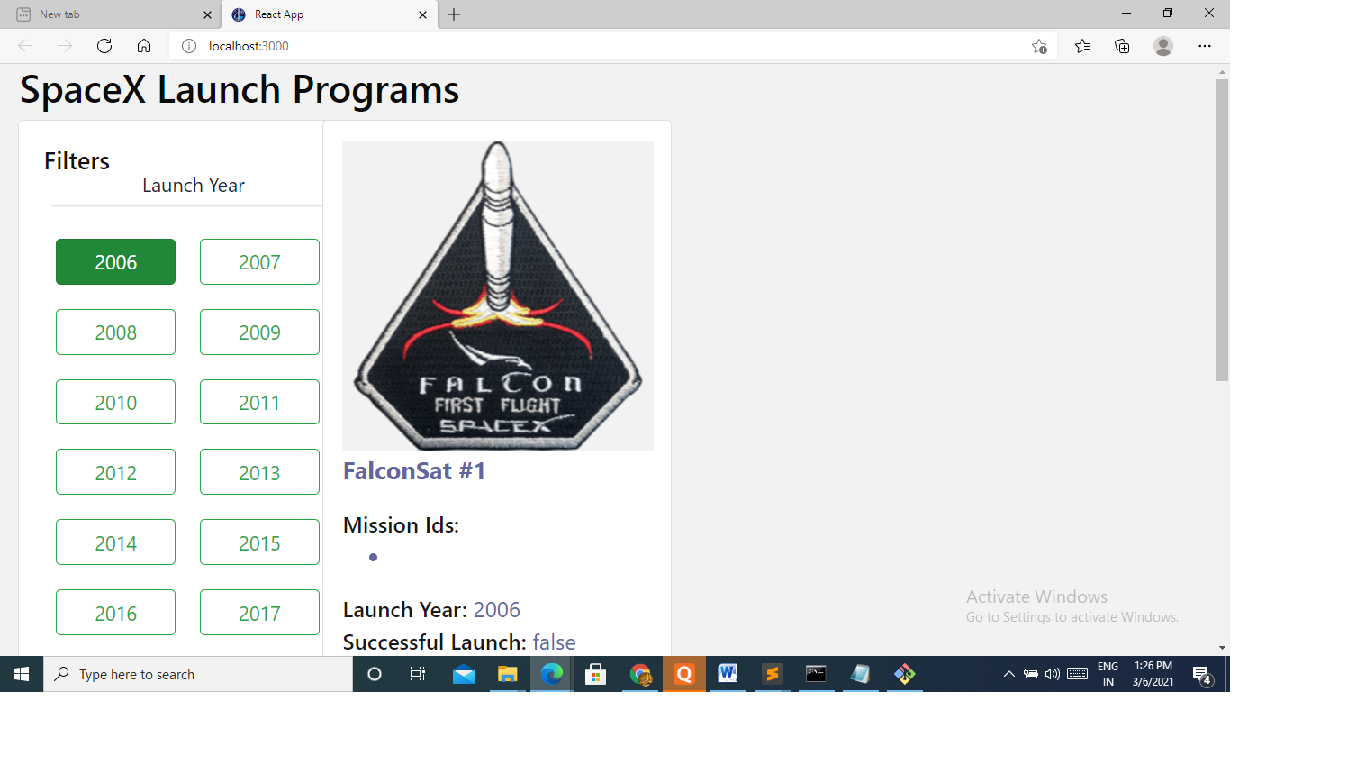 New tab
React App
localhost:3000
SpaceX Launch Programs
Filters
Launch Year
2006 2007
2008 2009
2010 2011
2012 2013
2014 2015
2016 2017
FALCON
FIRST FLIGHT
SPACEX
FalconSat #1
Mission Ids:
Launch Year: 2006
Successful Launch: false
Activate Windows
Go to Settings to activate Windows.
Type here to search
ENG
IN
1:26 PM
3/6/2021
4